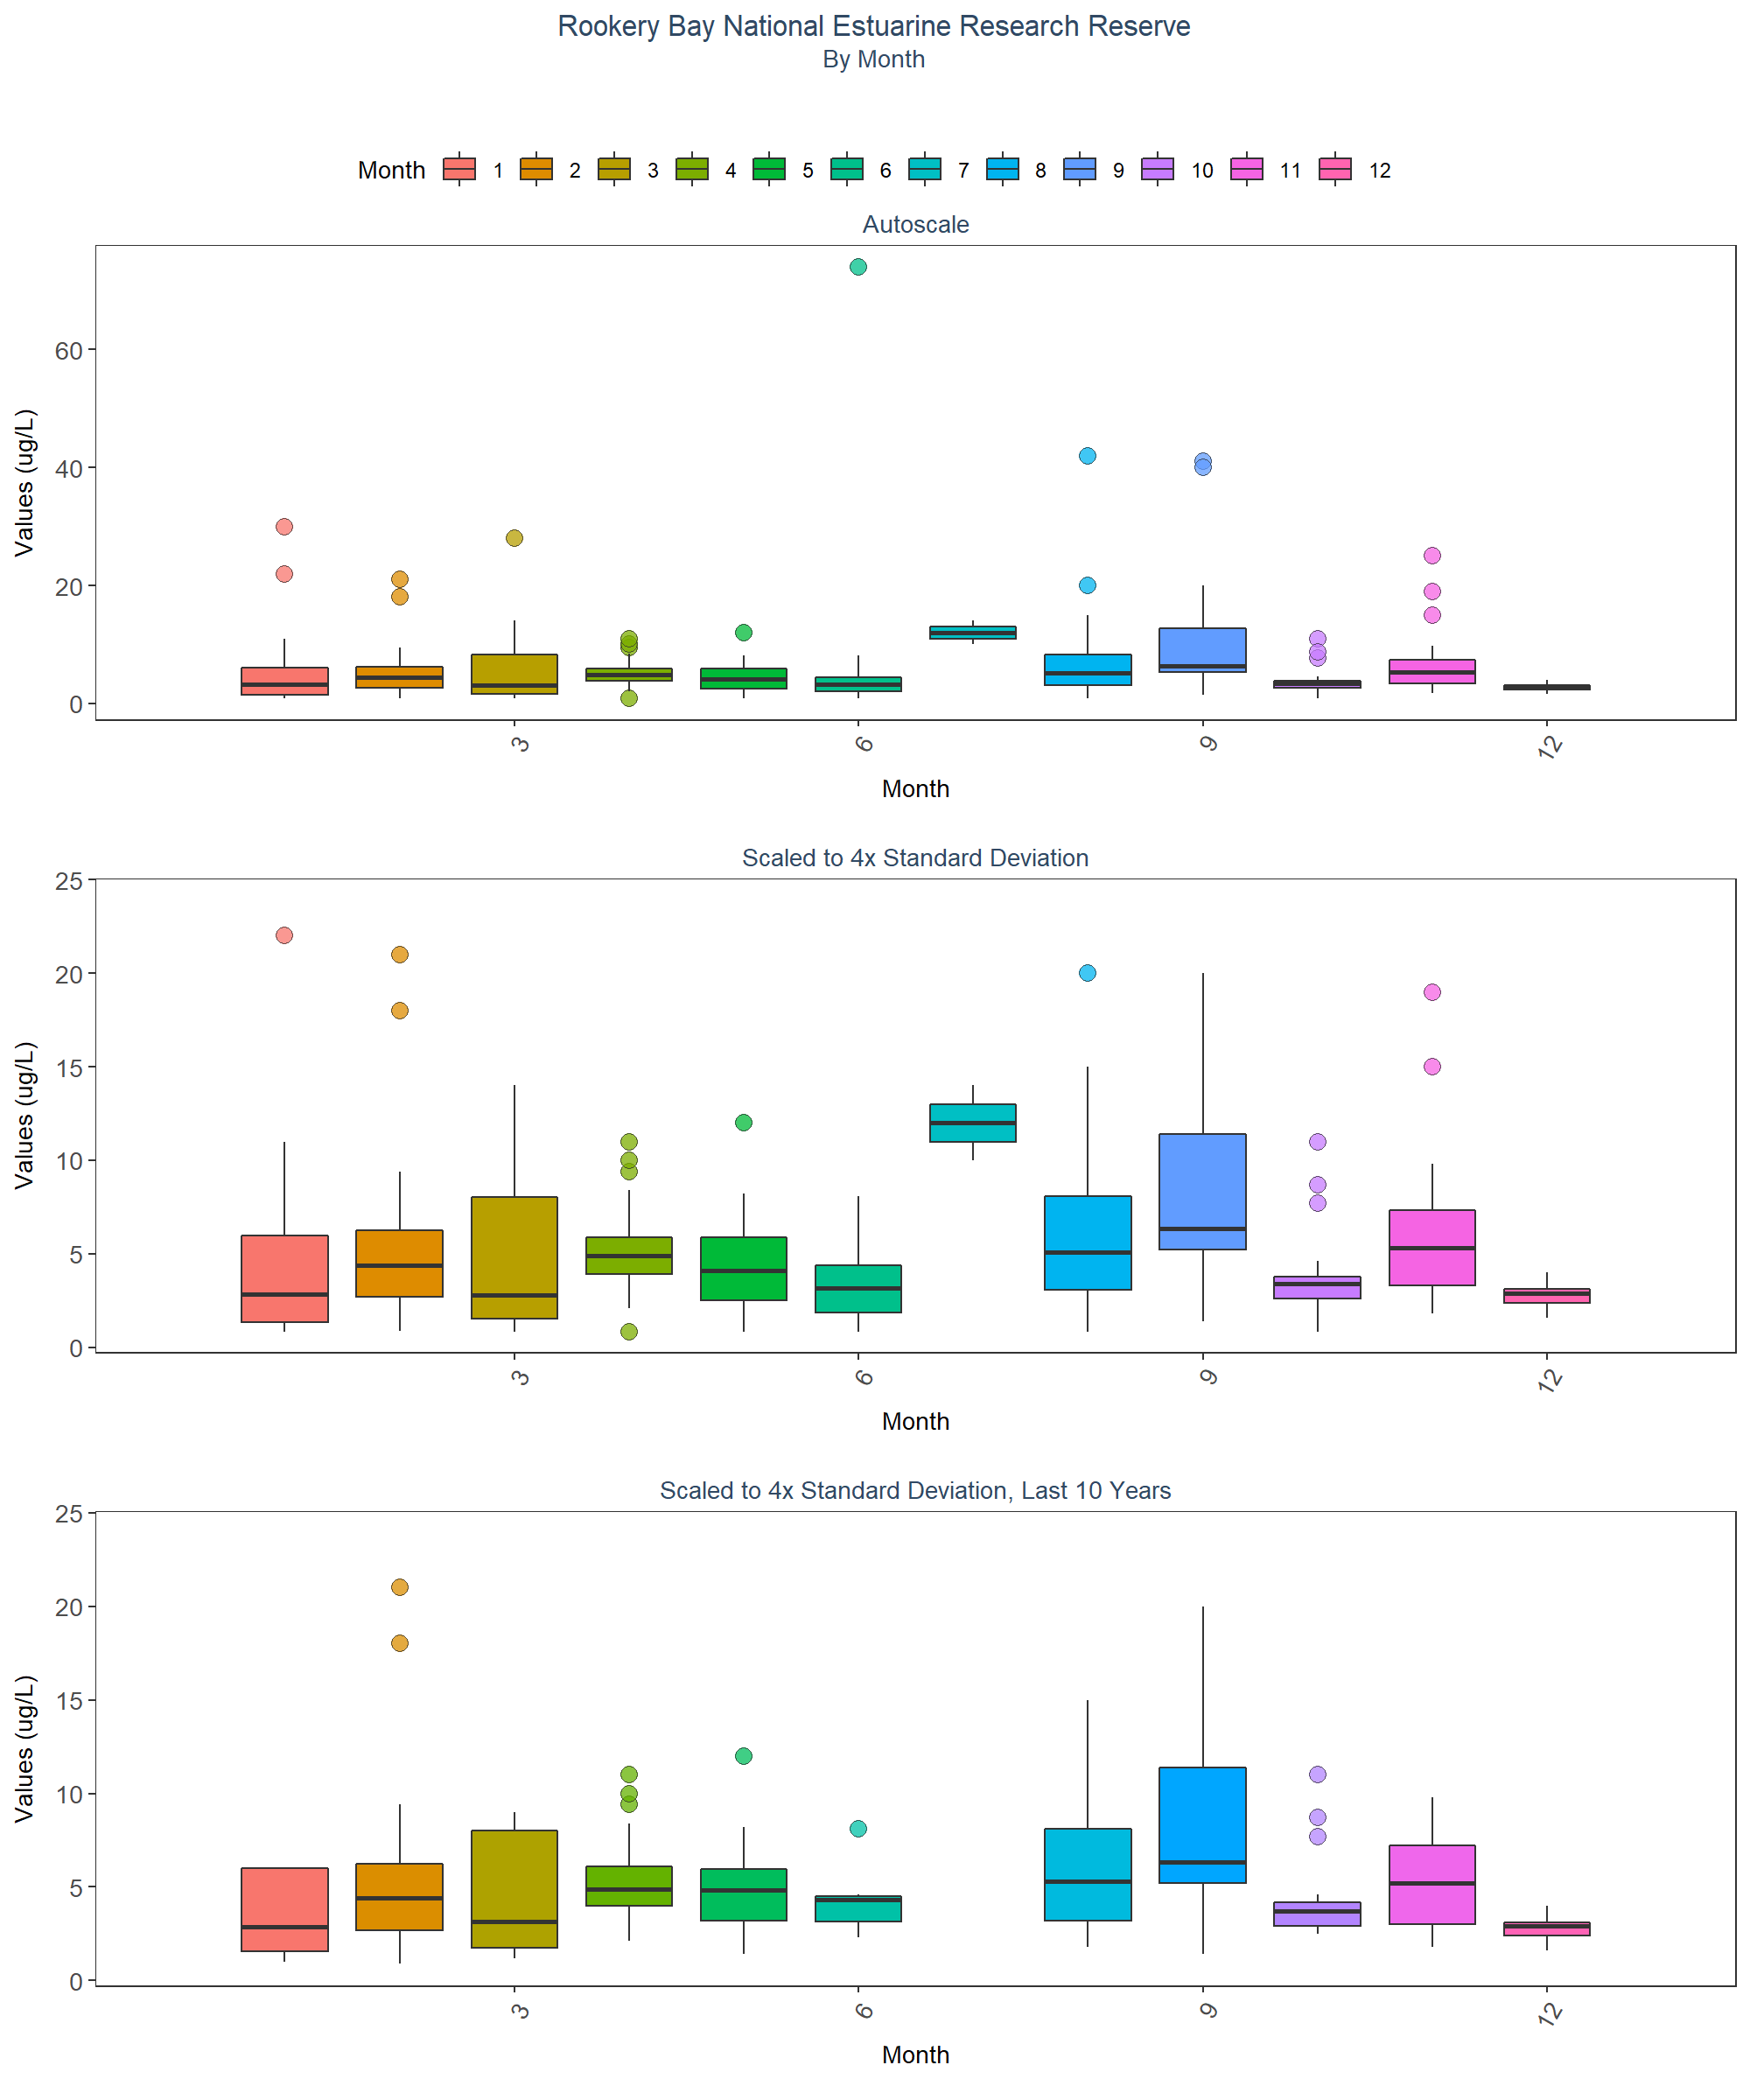 Rookery Bay National Estuarine Research Reserve
By Month
Month 1 2 3 4 5 6 7 8 9 10 11 12
Autoscale
Values (ug/L)
60
40
20
0
3 6 9 12
Month
Scaled to 4x Standard Deviation
Values (ug/L)
25
20
15
10
5
0
3 6 9 12
Month
Scaled to 4x Standard Deviation, Last 10 Years
Values (ug/L)
25
20
15
10
5
0
3 6 9 12
Month